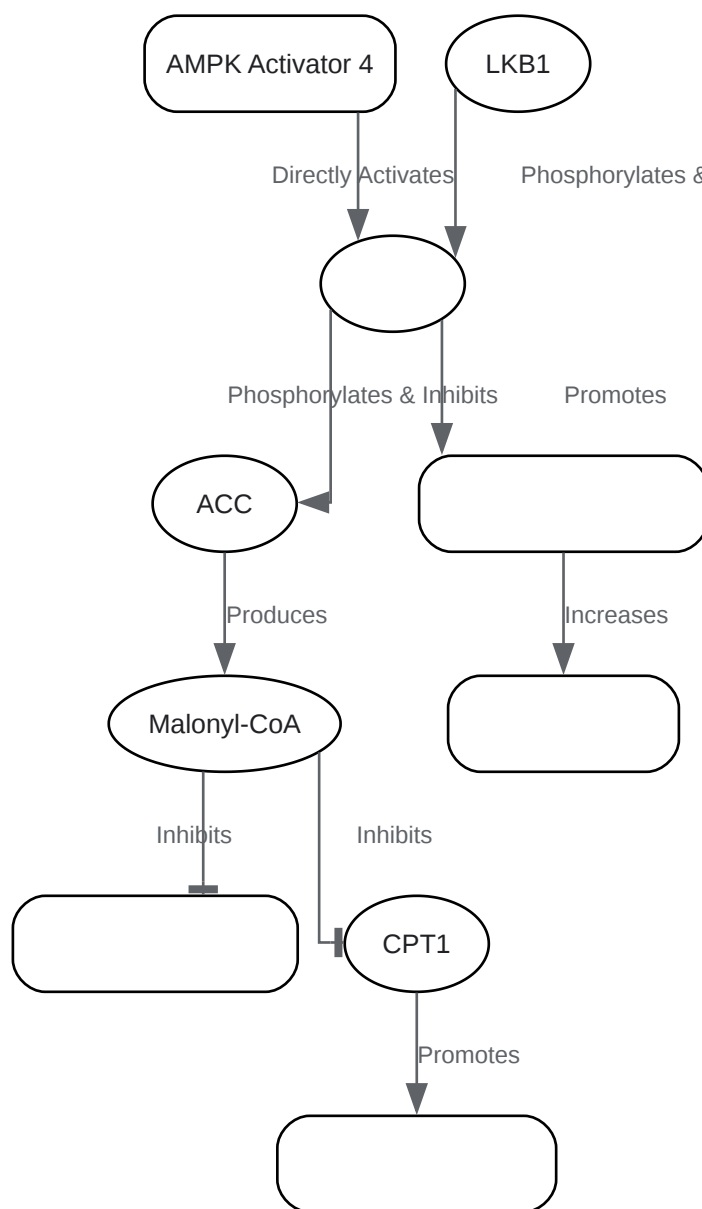 AMPK Activator 4
LKB1
Directly Activates
Phosphorylates &
Phosphorylates & Inhibits
Promotes
ACC
Produces
Increases
Malonyl-CoA
Inhibits
Inhibits
CPT1
Promotes